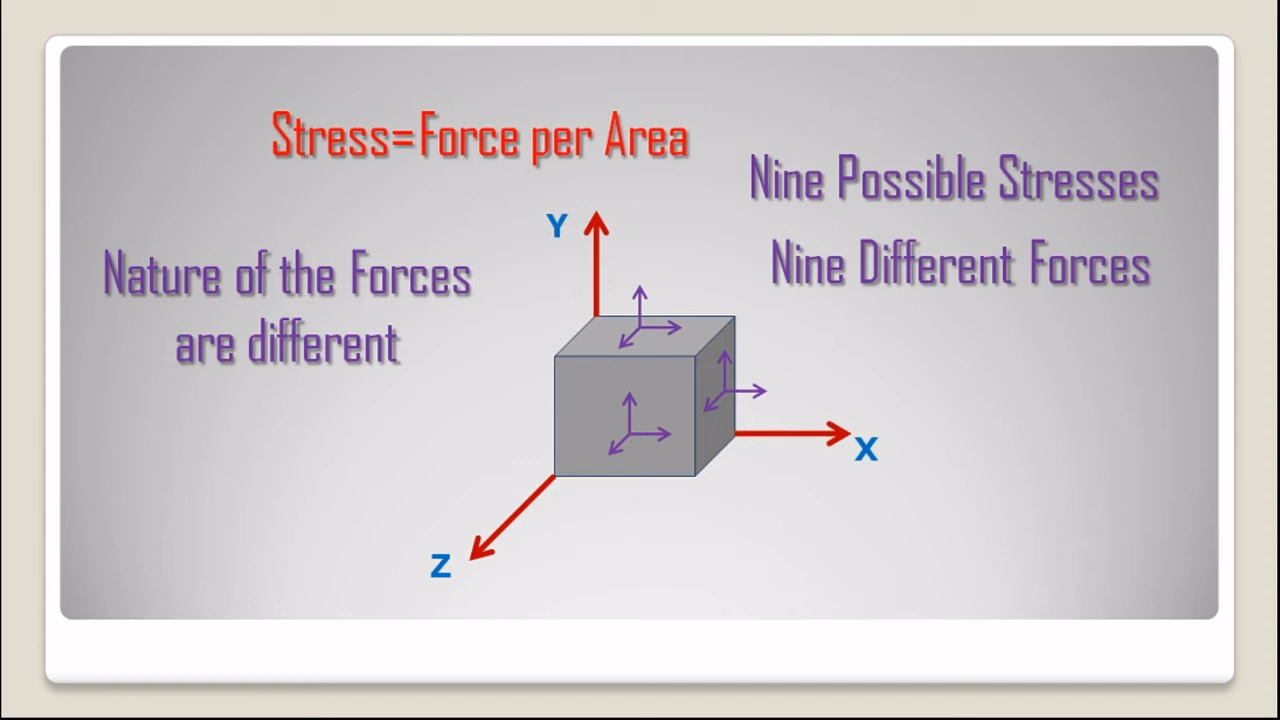 Stress=Force per Area
Nine Possible Stresses
Nine Different Forces
Nature of the Forces
are different
Y
X
Z